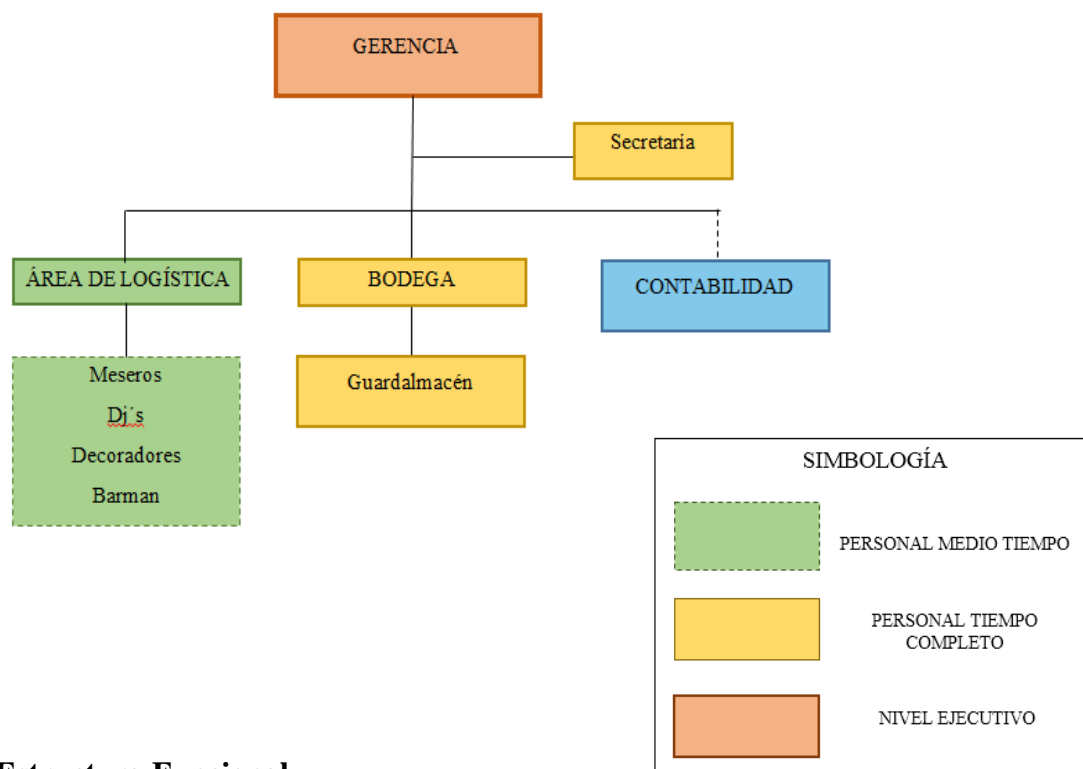 GERENCIA
Secretaria
ÁREA DE LOGÍSTICA
BODEGA
CONTABILIDAD
Meseros
Dj´s
Decoradores
Barman
Guardalmacén
SIMBOLOGÍA
PERSONAL MEDIO TIEMPO
PERSONAL TIEMPO
COMPLETO
NIVEL EJECUTIVO